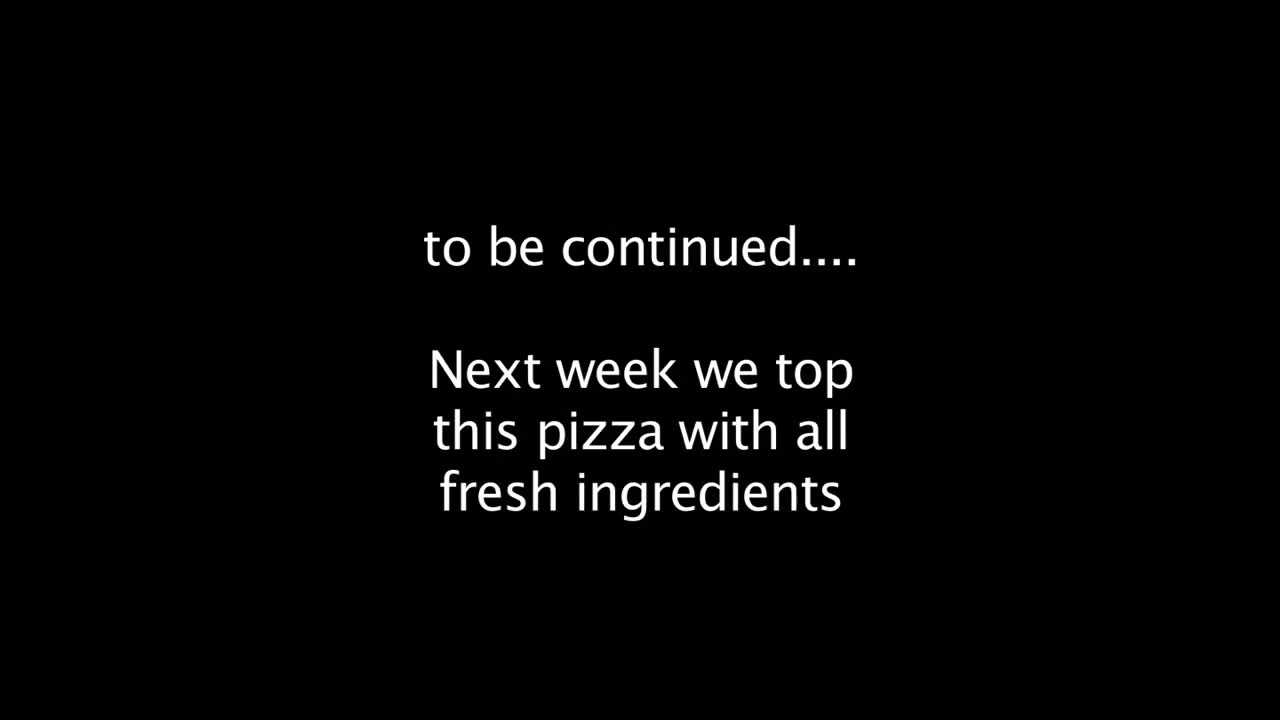 to be continued....
Next week we top
this pizza with all
fresh ingredients